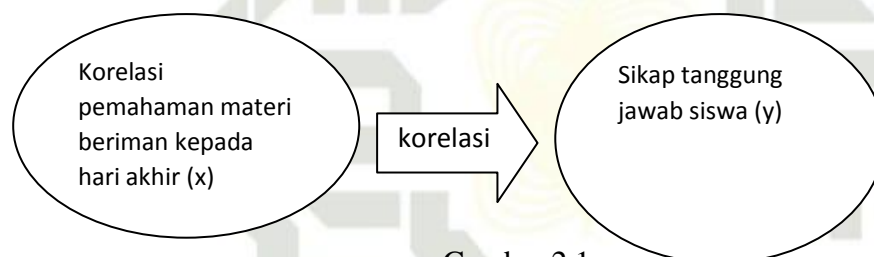 Korelasi
pemahaman materi
beriman kepada
hari akhir (x)
korelasi
Sikap tanggung
jawab siswa (y)